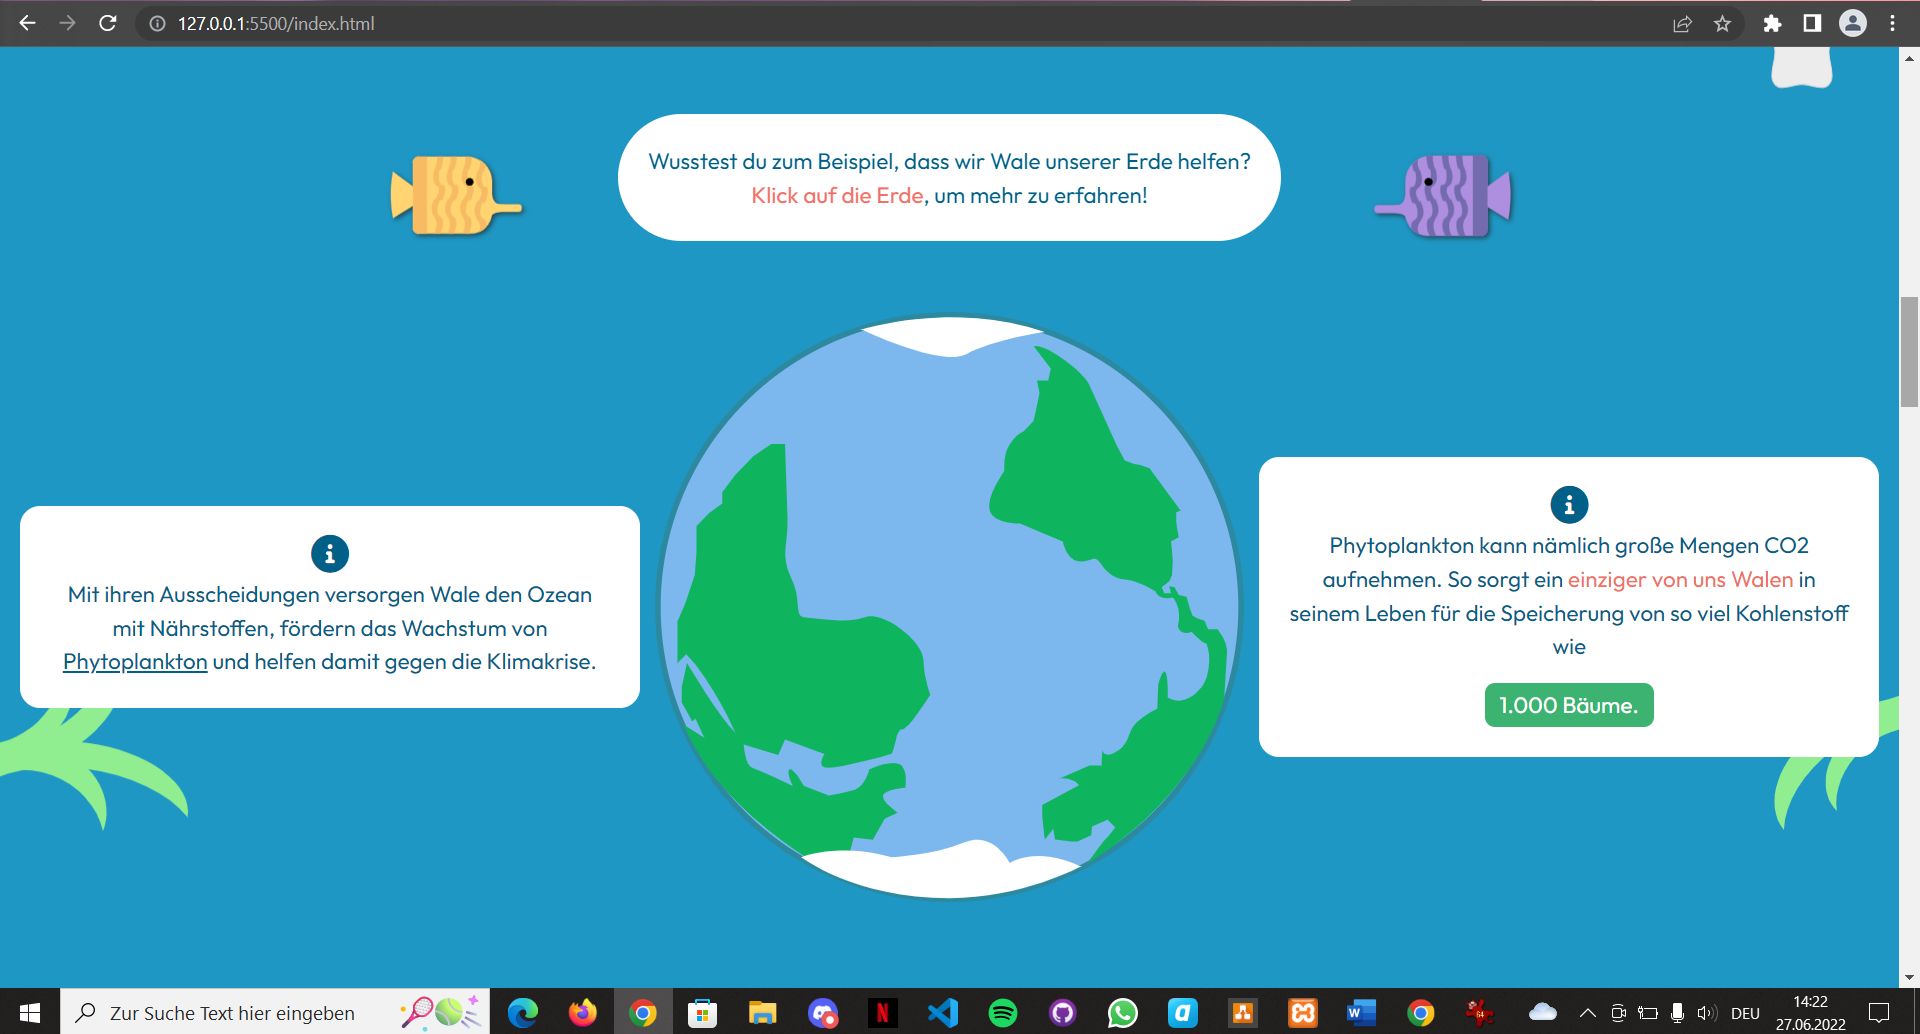 127.0.0.1:5500/index.html
Wusstest du zum Beispiel, dass wir Wale unserer Erde helfen?
Klick auf die Erde, um mehr zu erfahren!
Mit ihren Ausscheidungen versorgen Wale den Ozean
mit Nährstoffen, fördern das Wachstum von
Phytoplankton und helfen damit gegen die Klimakrise.
Phytoplankton kann nämlich große Mengen CO2
aufnehmen. So sorgt ein einziger von uns Walen in
seinem Leben für die Speicherung von so viel Kohlenstoff
wie
1.000 Bäume.
Zur Suche Text hier eingeben
N
a
W
64
DEU
14:22
27.06.2022